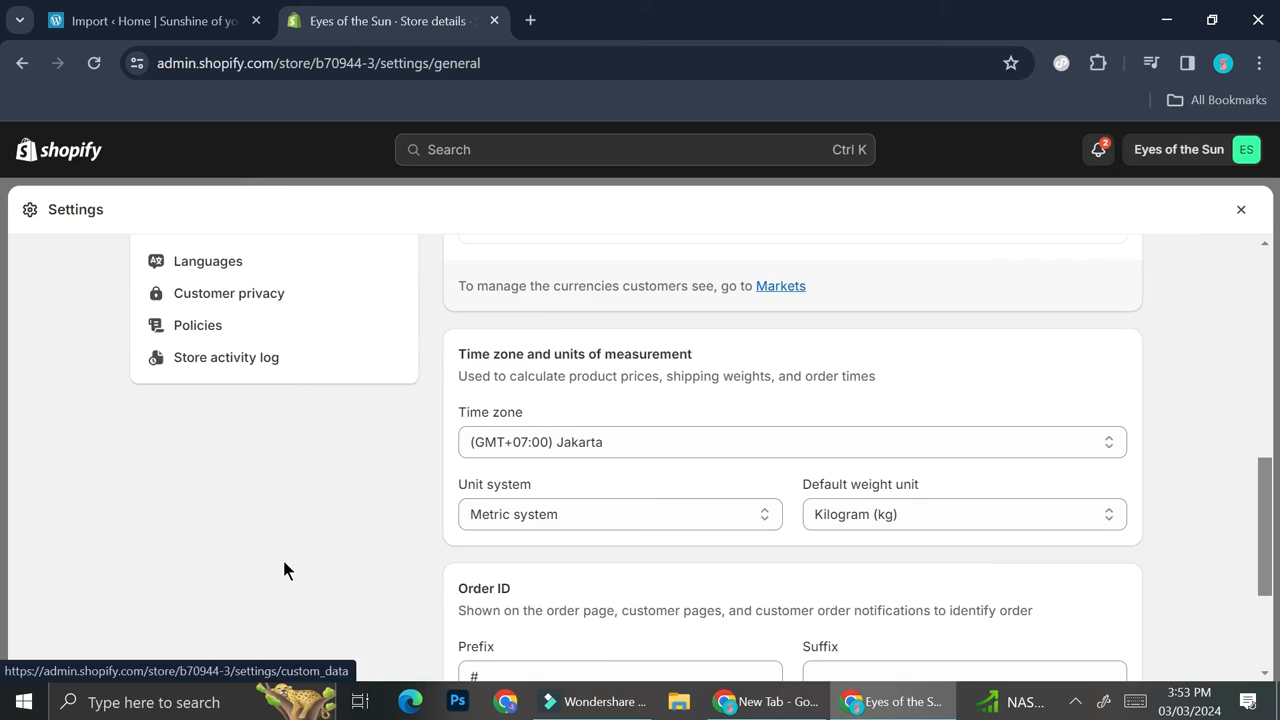 Import ‹ Home | Sunshine of yo
Eyes of the Sun · Store details ·
admin.shopify.com/store/b70944-3/settings/general
All Bookmarks
shopify
Search
Ctrl K
2
Eyes of the Sun
ES
Settings
Languages
Customer privacy
Policies
Store activity log
To manage the currencies customers see, go to Markets
Time zone and units of measurement
Used to calculate product prices, shipping weights, and order times
Time zone
(GMT+07:00) Jakarta
Unit system
Default weight unit
Metric system
Kilogram (kg)
Order ID
Shown on the order page, customer pages, and customer order notifications to identify order
Prefix
Suffix
#
https://admin.shopify.com/store/b70944-3/settings/custom_data
Type here to search
Ps
Wondershare ...
New Tab - Go...
Eyes of the S...
NAS...
3:53 PM
03/03/2024